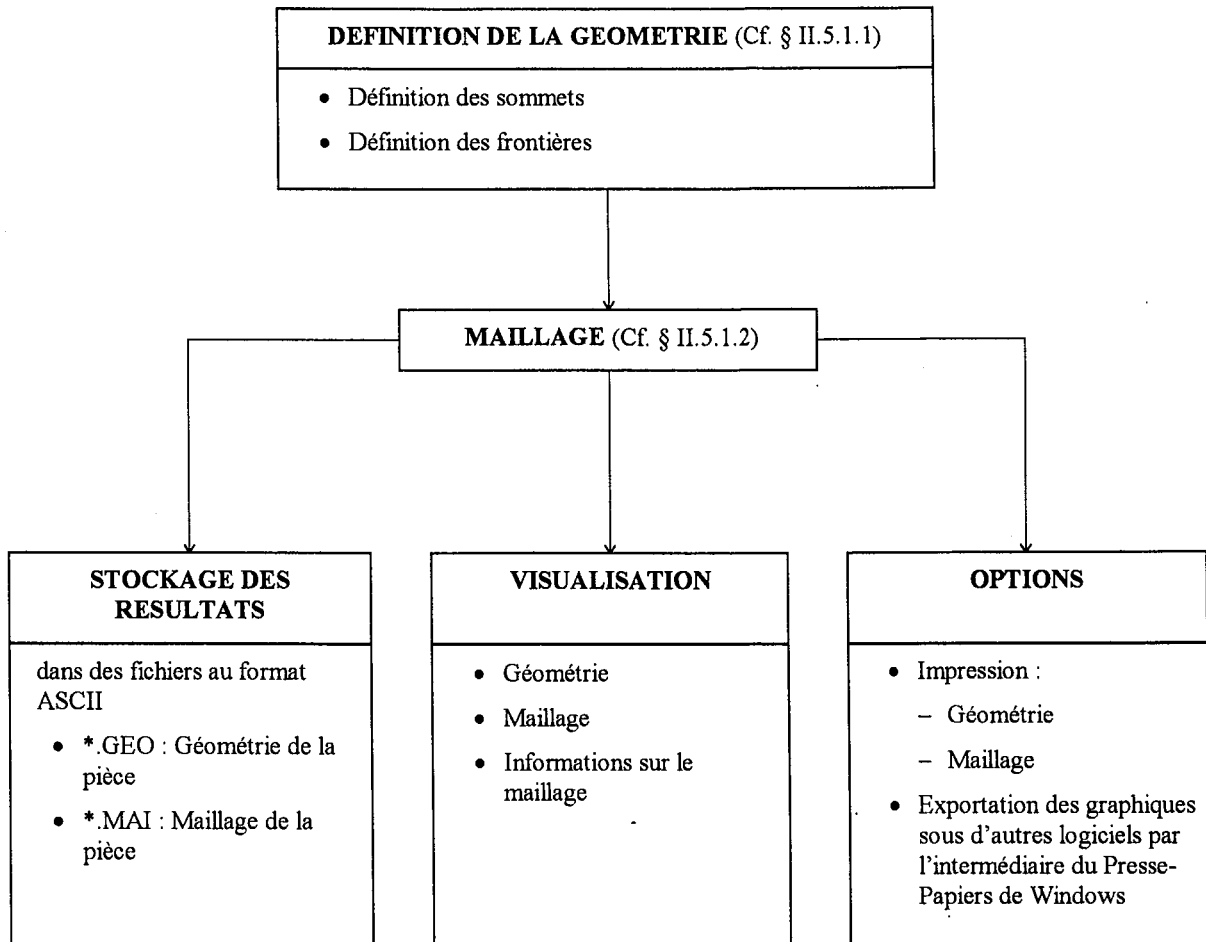 DEFINITION DE LA GEOMETRIE (Cf. § II.5.1.1)
• Définition des sommets
• Définition des frontières
MAILLAGE (Cf. § II.5.1.2)
STOCKAGE DES
RESULTATS
dans des fichiers au format
ASCII
• *.GEO : Géométrie de la
pièce
• *.MAI : Maillage de la
pièce
VISUALISATION
• Géométrie
• Maillage
• Informations sur le
maillage
OPTIONS
• Impression :
– Géométrie
– Maillage
• Exportation des graphiques
sous d'autres logiciels par
l'intermédiaire du Presse-
Papiers de Windows